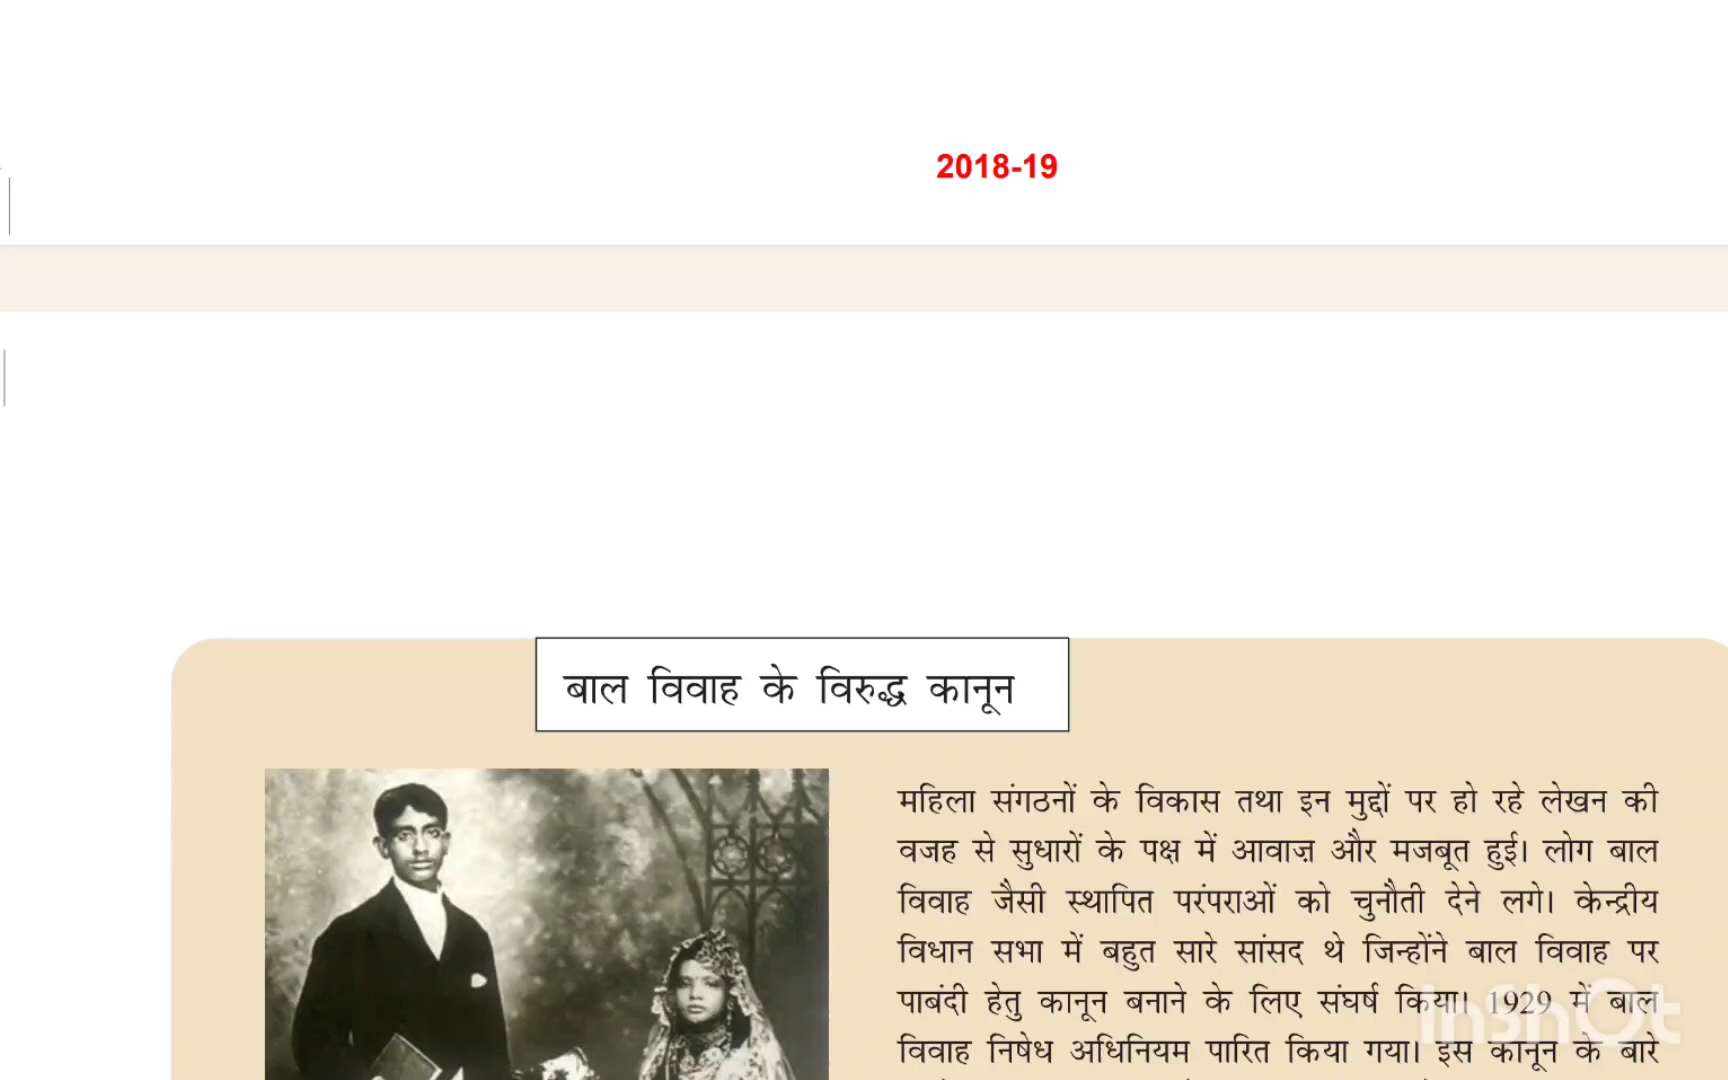 2018-19
बाल विवाह के विरुद्ध कानून
महिला संगठनों के विकास तथा इन मुद्दों पर हो रहे लेखन की
वजह से सुधारों के पक्ष में आवाज़ और मजबूत हुई। लोग बाल
विवाह जैसी स्थापित परंपराओं को चुनौती देने लगे। केन्द्रीय
विधान सभा में बहुत सारे सांसद थे जिन्होंने बाल विवाह पर
पाबंदी हेतु कानून बनाने के लिए संघर्ष किया। 1929 में बाल
विवाह निषेध अधिनियम पारित किया गया। इस कानून के बारे
InShOt